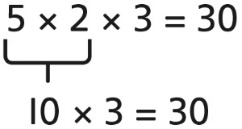 5 × 2 × 3 = 30
10 × 3 = 30